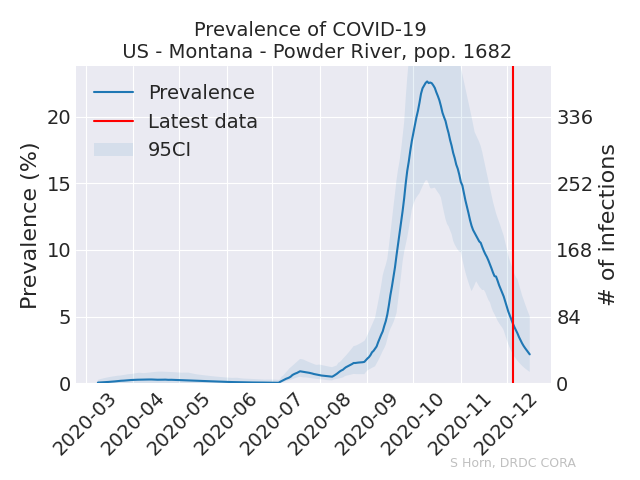 Prevalence of COVID-19
US - Montana - Powder River, pop. 1682
Prevalence
Latest data
95CI
Prevalence (%)
20
15
10
5
0
336
252
168
84
0
# of infections
2020-03
2020-04
2020-05
2020-06
2020-07
2020-08
2020-09
2020-10
2020-11
2020-12
S Horn, DRDC CORA